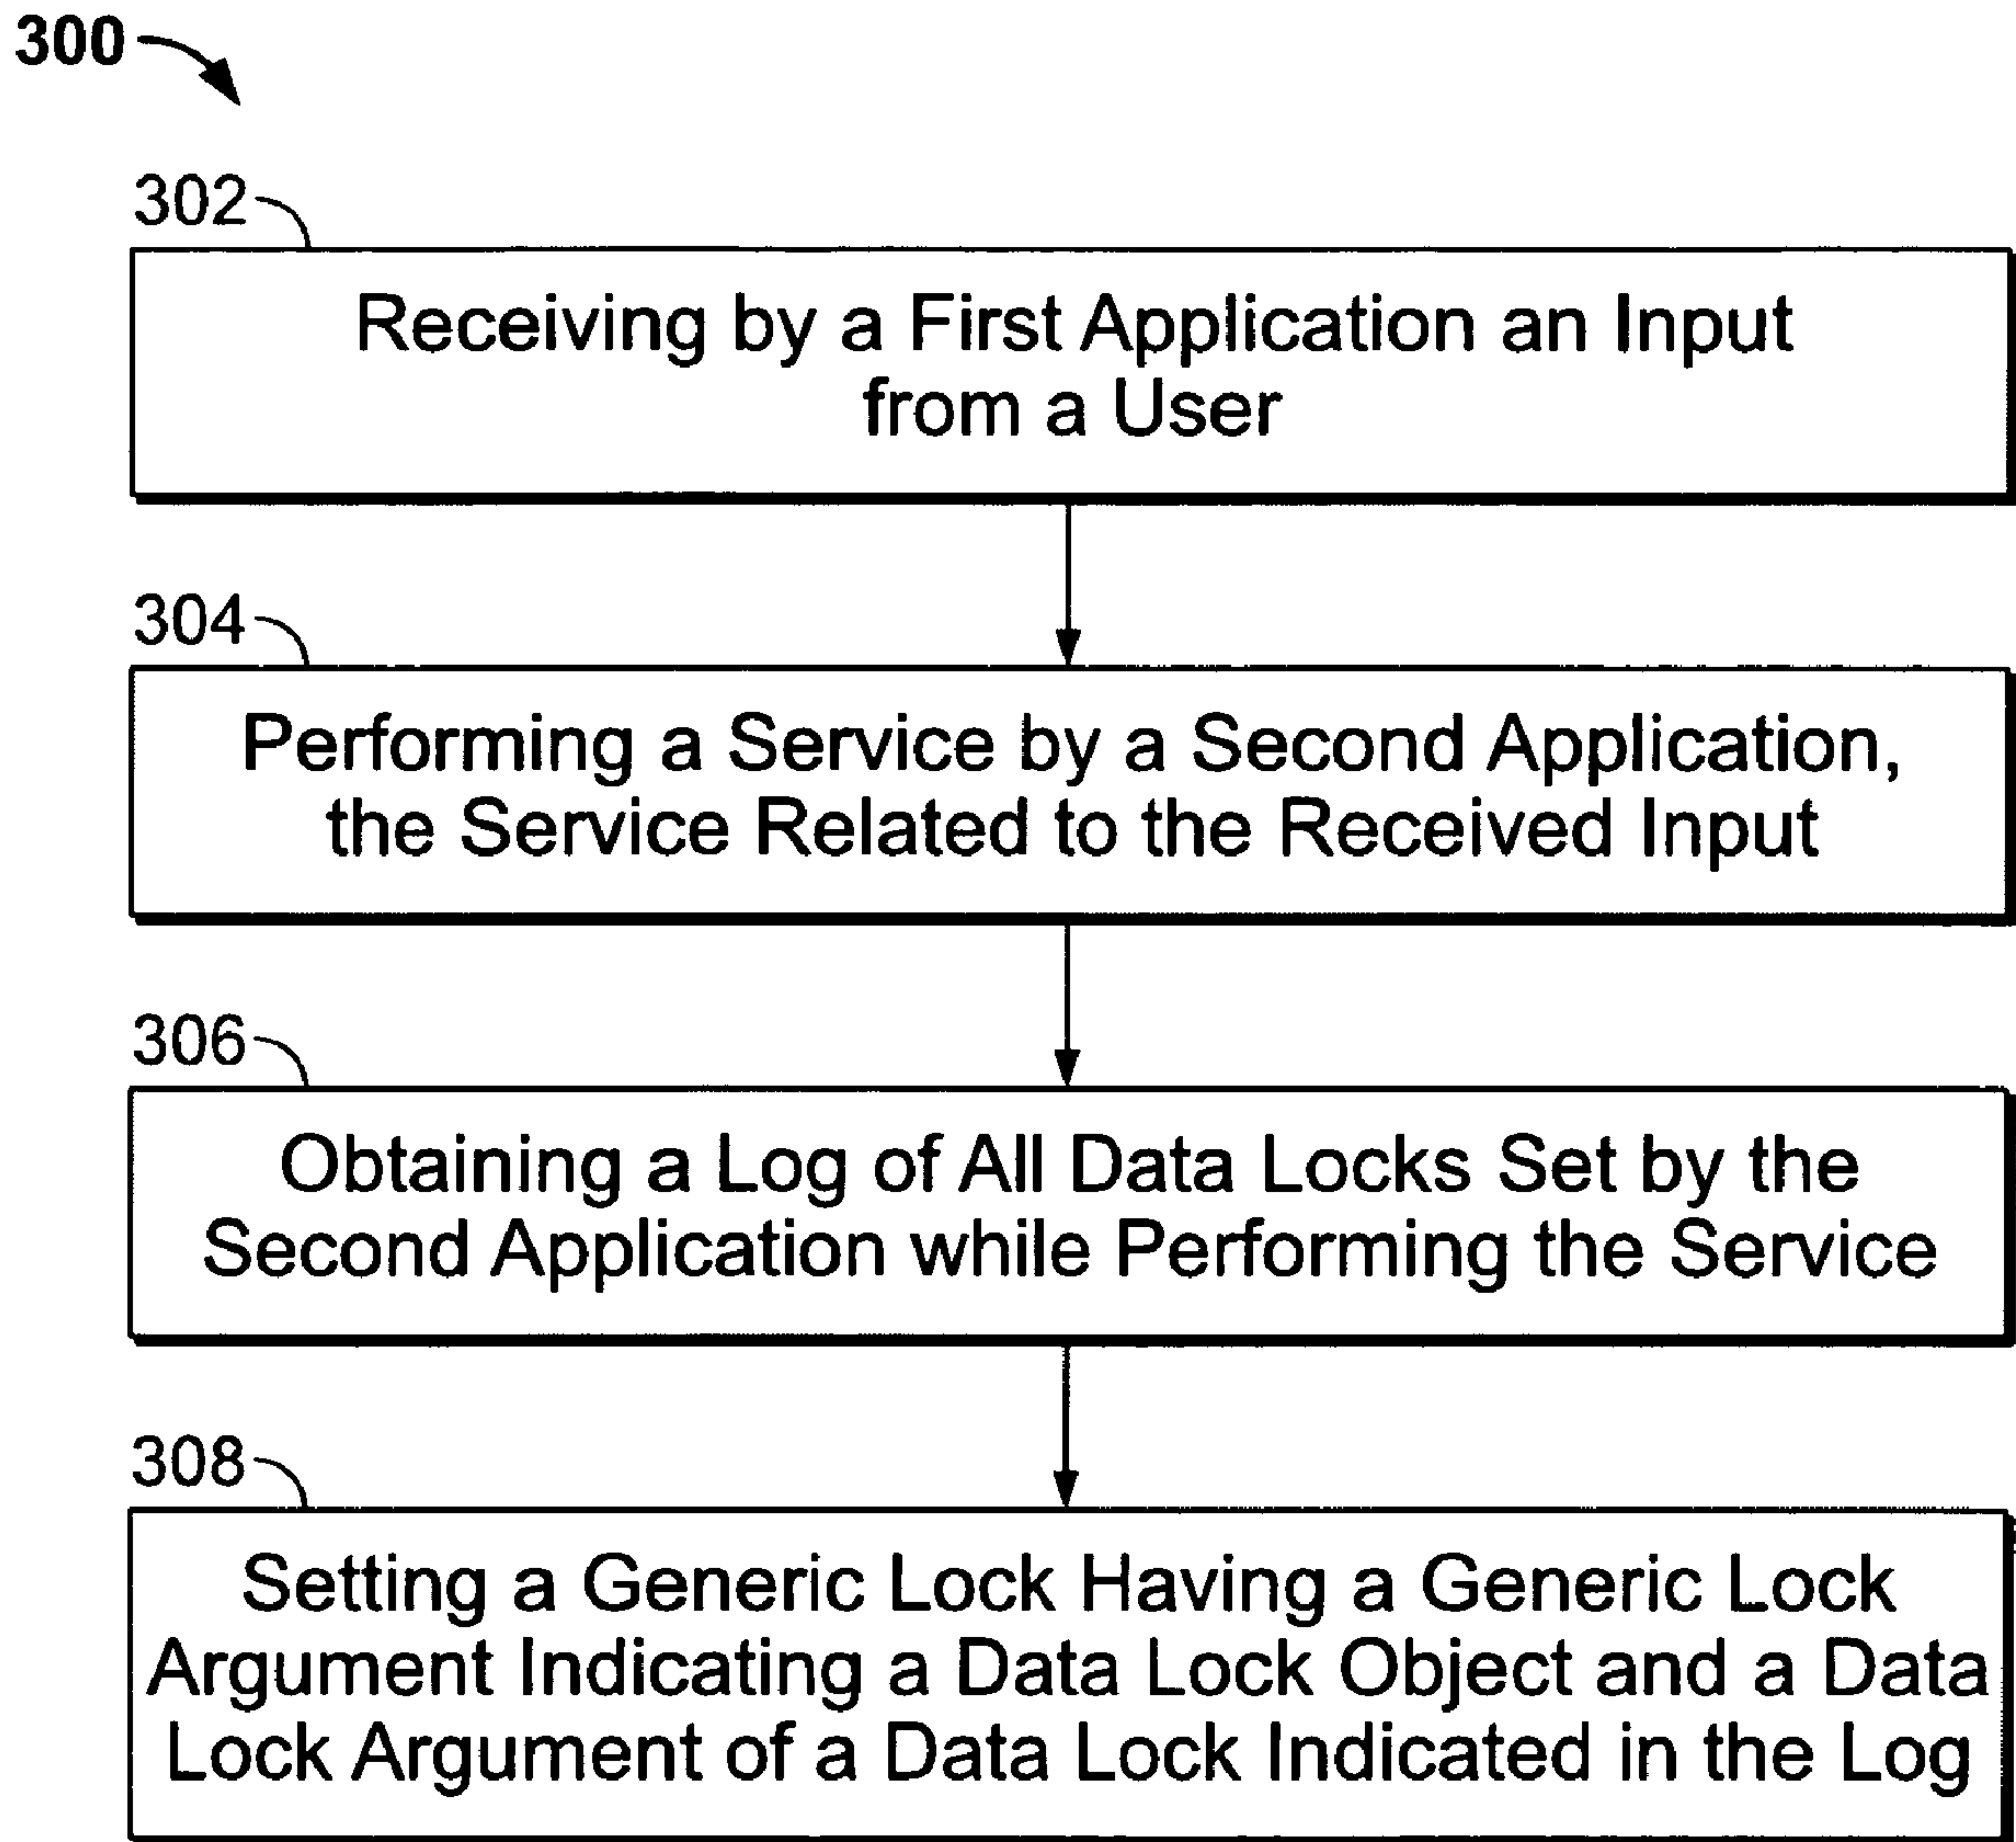 300
302
Receiving by a First Application an Input
from a User
304
Performing a Service by a Second Application,
the Service Related to the Received Input
306
Obtaining a Log of All Data Locks Set by the
Second Application while Performing the Service
308
Setting a Generic Lock Having a Generic Lock
Argument Indicating a Data Lock Object and a Data
Lock Argument of a Data Lock Indicated in the Log